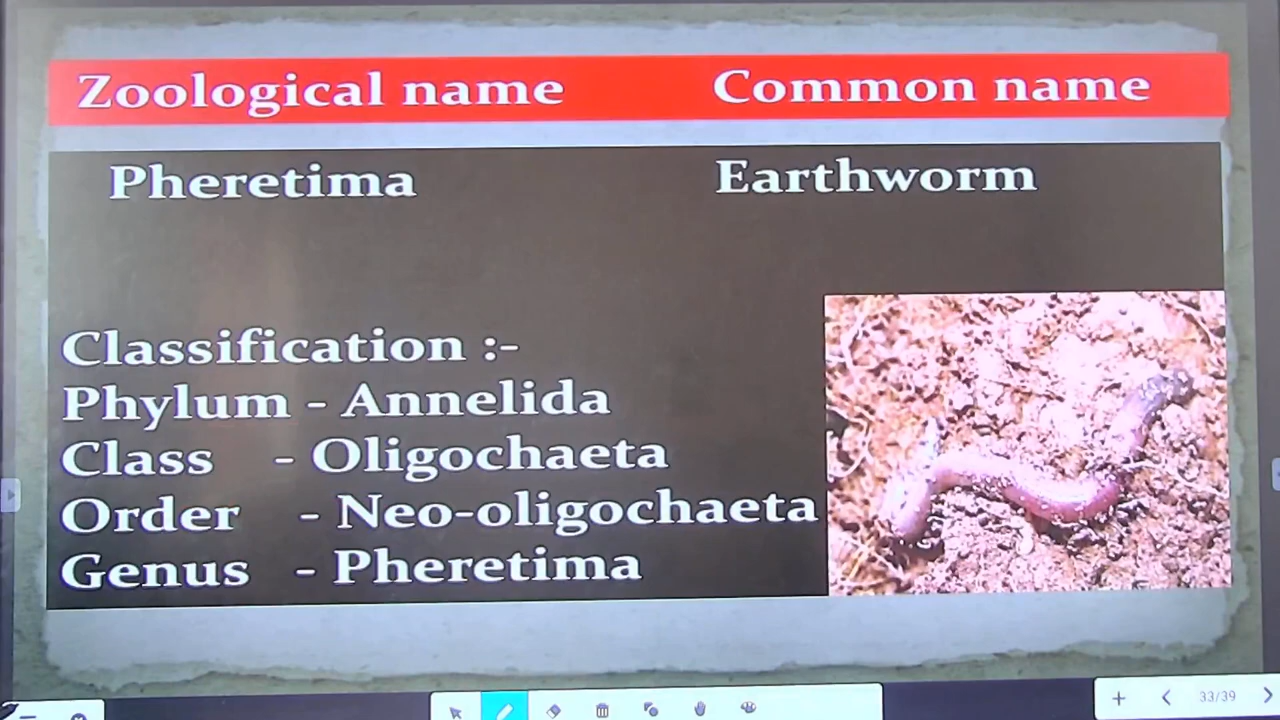 Zoological name Common name
Pheretima Earthworm
Classification :-
Phylum - Annelida
Class - Oligochaeta
Order - Neo-oligochaeta
Genus - Pheretima
33/39